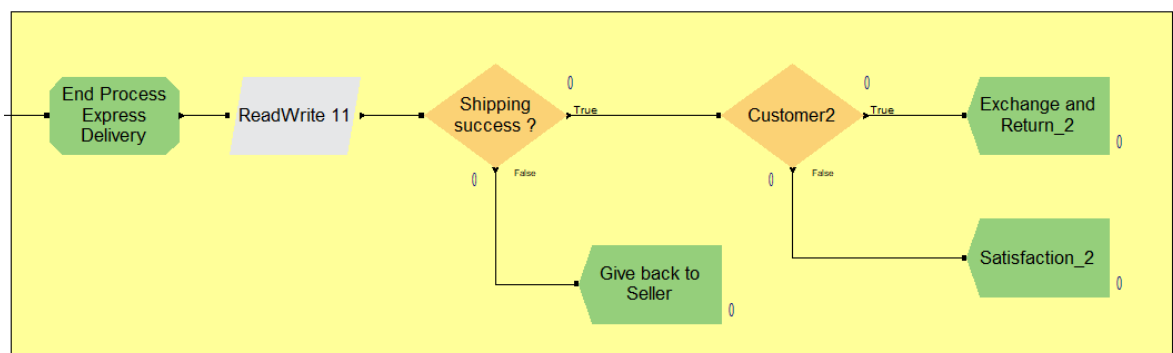 End Process
Express
Delivery
ReadWrite 11
Shipping
success ?
0
True
0
False
Customer2
0
True
0
False
Exchange and
Return_2
0
Give back to
Seller
0
Satisfaction_2
0